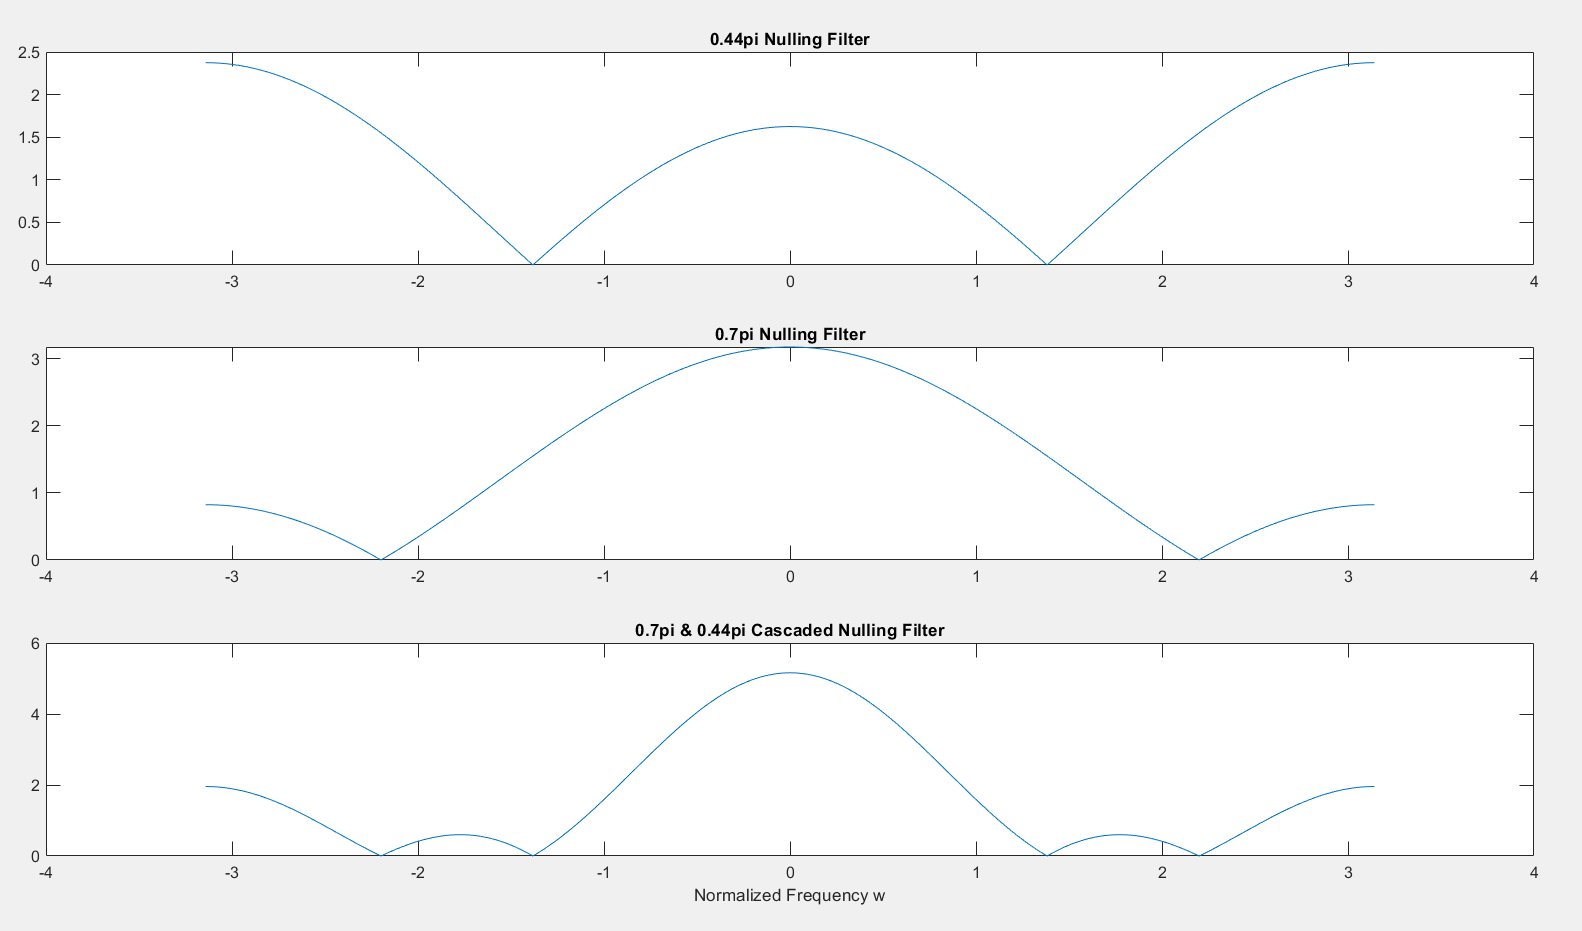 0.44pi Nulling Filter
2.5
2
1.5
1
0.5
0
-4 -3 -2 -1 0 1 2 3 4
0.7pi Nulling Filter
3
2
1
0
-4 -3 -2 -1 0 1 2 3 4
0.7pi & 0.44pi Cascaded Nulling Filter
6
4
2
0
-4 -3 -2 -1 0 1 2 3 4
Normalized Frequency w